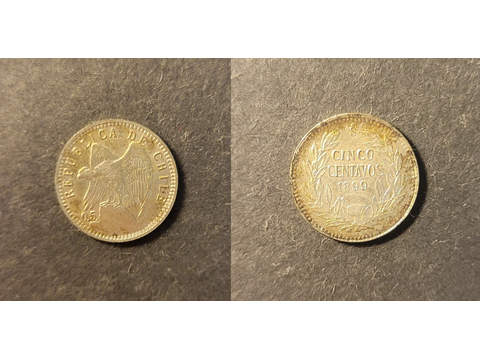 REPUBLICA DE CHILE
CINCO
CENTAVOS